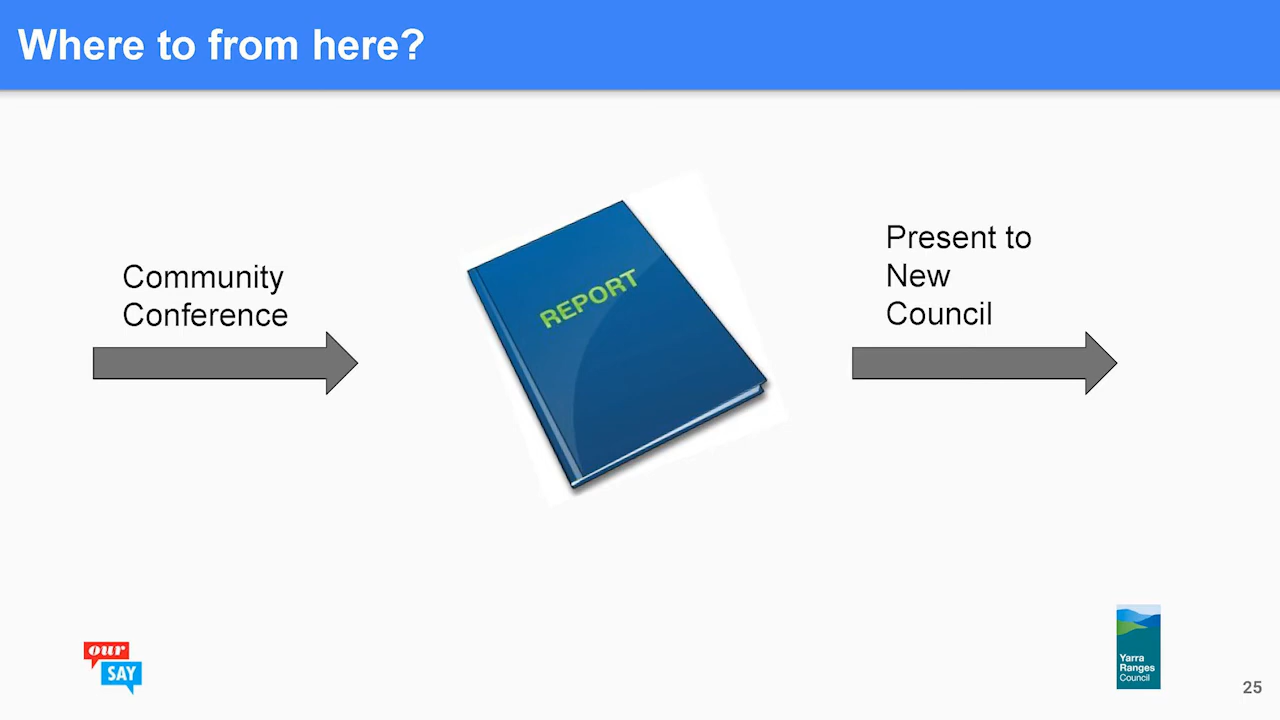 Where to from here?
Community
Conference
REPORT
Present to
New
Council
our
SAY
Yarra
Ranges
Council
25